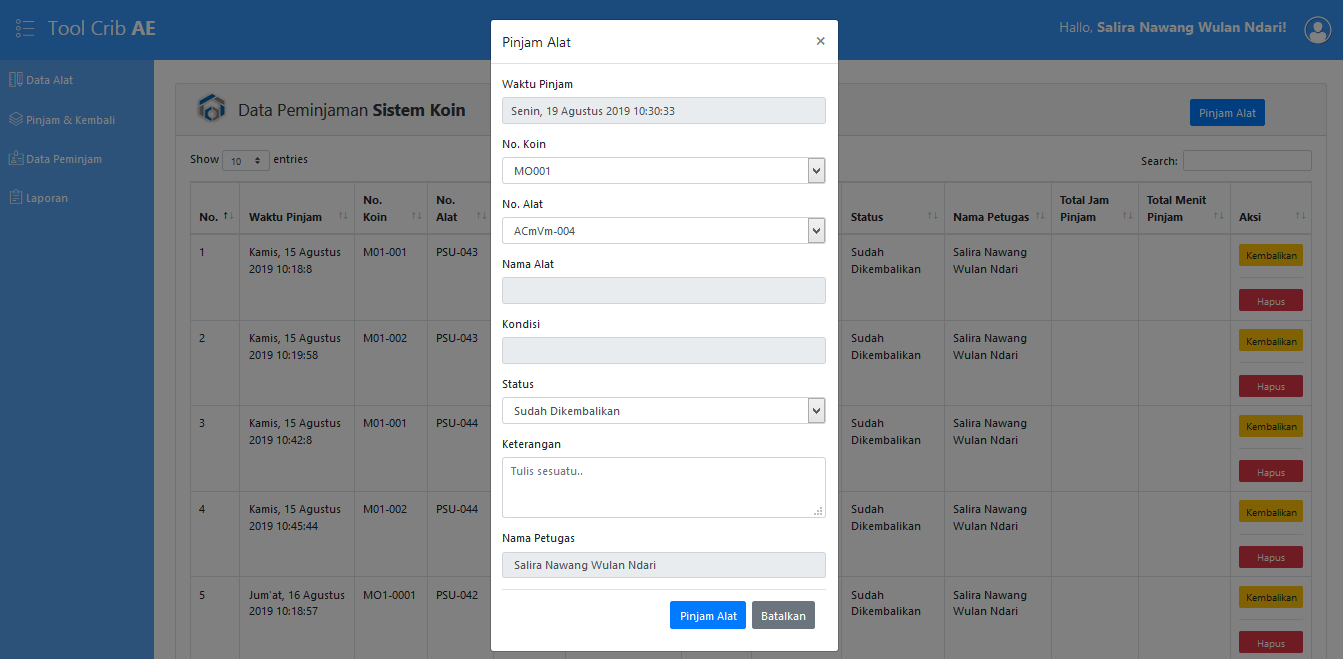 Tool Crib AE
Hallo, Salira Nawang Wulan Ndari!
Data Alat
Pinjam & Kembali
Data Peminjam
Laporan
Data Peminjaman Sistem Koin
Pinjam Alat
Show 10 entries
Search:
No. Waktu Pinjam No. Koin No. Alat Status Nama Petugas Total Jam Pinjam Total Menit Pinjam Aksi
1 Kamis, 15 Agustus M01-001 PSU-043 Sudah Salira Nawang Kembalikan
2019 10:18:8 Dikembalikan Wulan Ndari
Hapus
2 Kamis, 15 Agustus M01-002 PSU-043 Sudah Salira Nawang Kembalikan
2019 10:19:58 Dikembalikan Wulan Ndari
Hapus
3 Kamis, 15 Agustus M01-001 PSU-044 Sudah Salira Nawang Kembalikan
2019 10:42:8 Dikembalikan Wulan Ndari
Hapus
4 Kamis, 15 Agustus M01-002 PSU-044 Sudah Salira Nawang Kembalikan
2019 10:45:44 Dikembalikan Wulan Ndari
Hapus
5 Jum'at, 16 Agustus MO1-0001 PSU-042 Sudah Salira Nawang Kembalikan
2019 10:18:57 Dikembalikan Wulan Ndari
Hapus
Pinjam Alat ×
Waktu Pinjam
Senin, 19 Agustus 2019 10:30:33
No. Koin
MO001
No. Alat
ACmVm-004
Nama Alat
Kondisi
Status
Sudah Dikembalikan
Keterangan
Tulis sesuatu..
Nama Petugas
Salira Nawang Wulan Ndari
Pinjam Alat Batalkan